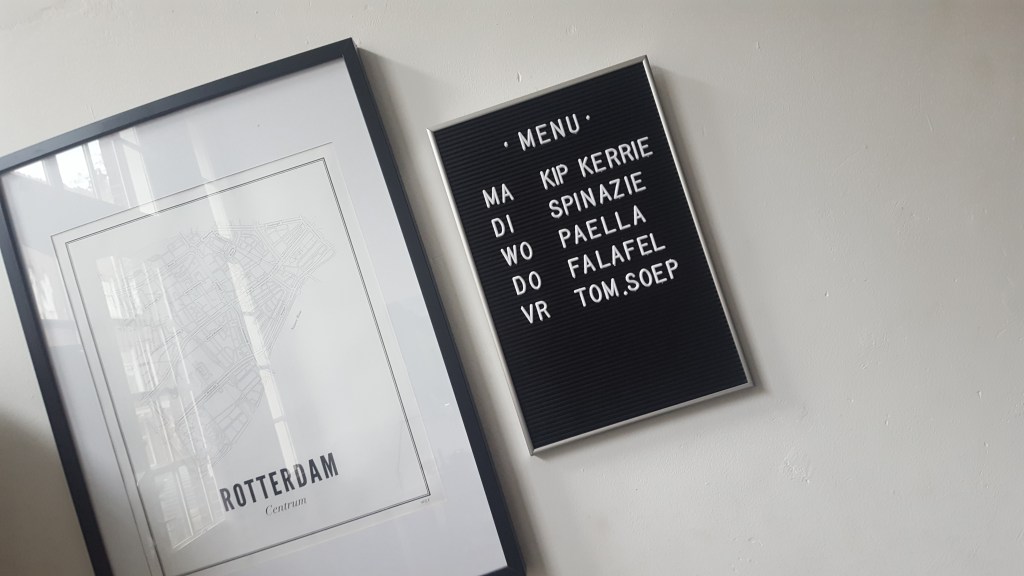 · MENU ·
MA KIP KERRIE
DI SPINAZIE
WO PAELLA
DO FALAFEL
VR TOM.SOEP
ROTTERDAM
Centrum